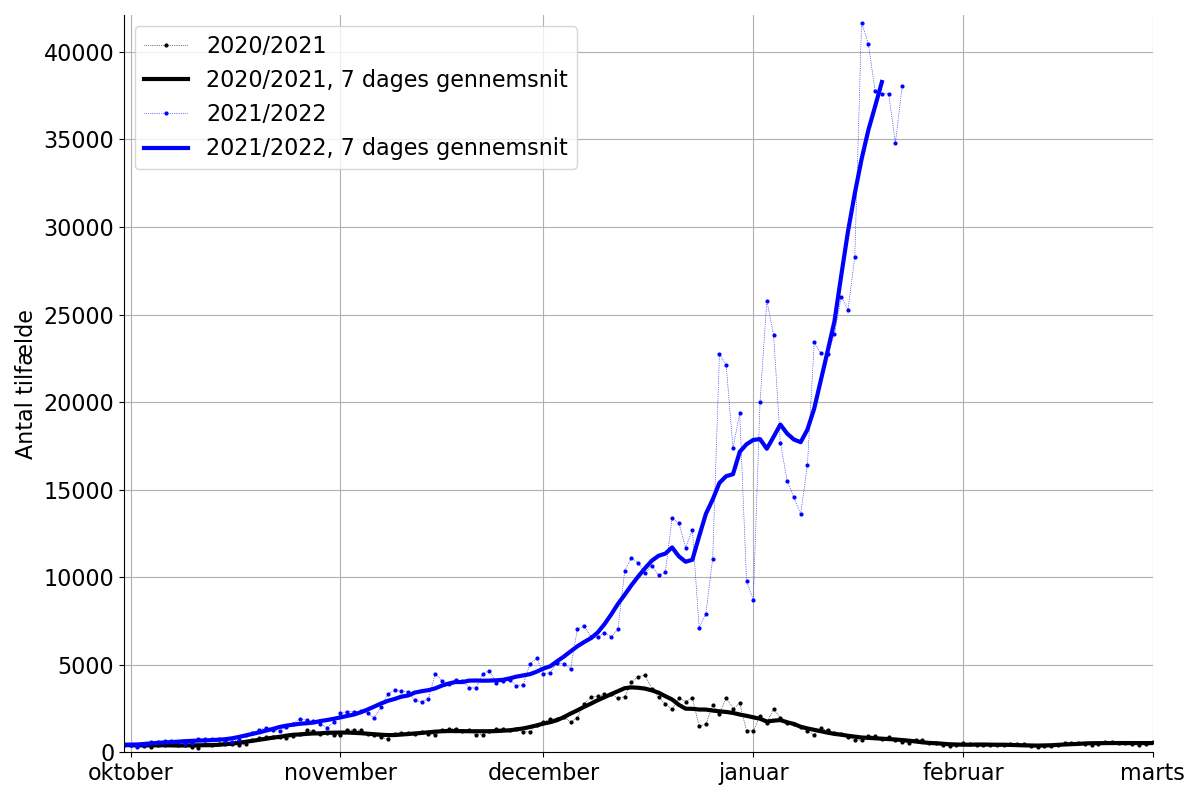 2020/2021
2020/2021, 7 dages gennemsnit
2021/2022
2021/2022, 7 dages gennemsnit
Antal tilfælde
40000
35000
30000
25000
20000
15000
10000
5000
0
oktober november december januar februar marts